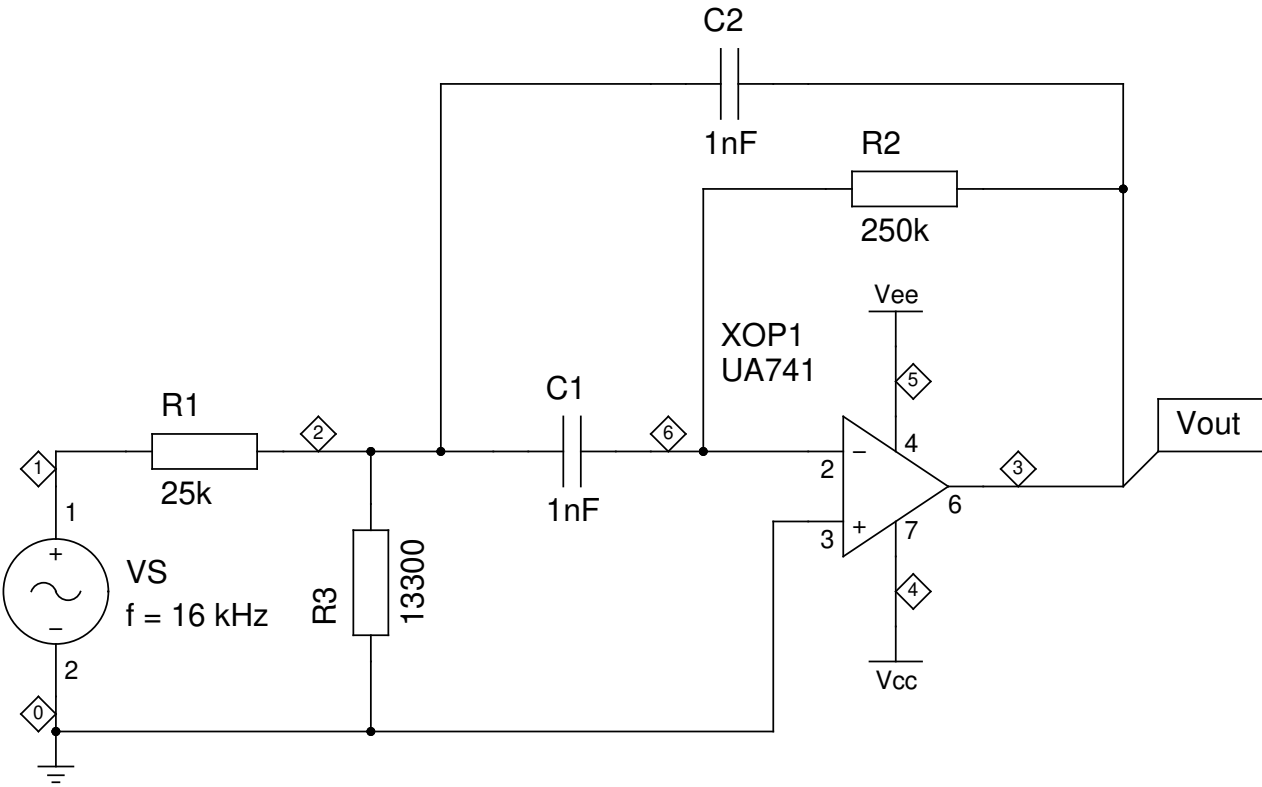 C2
1nF
R2
250k
Vee
XOP1
UA741
5
C1
R1
2
6
4
Vout
1
2
3
25k
1nF
6
1
3
7
+
13300
VS
R3
4
f = 16 kHz
2
Vcc
0